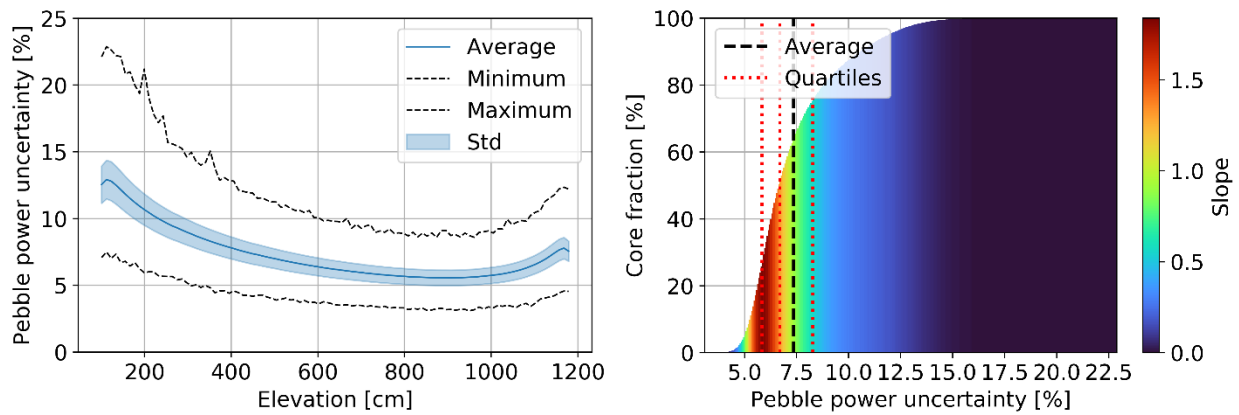 Pebble power uncertainty [%]
25
20
15
10
5
0
200
400
600
800
1000
1200
Elevation [cm]
Average
Minimum
Maximum
Std
Core fraction [%]
100
80
60
40
20
0
5.0
7.5
10.0
12.5
15.0
17.5
20.0
22.5
Pebble power uncertainty [%]
Average
Quartiles
1.5
1.0
0.5
0.0
Slope